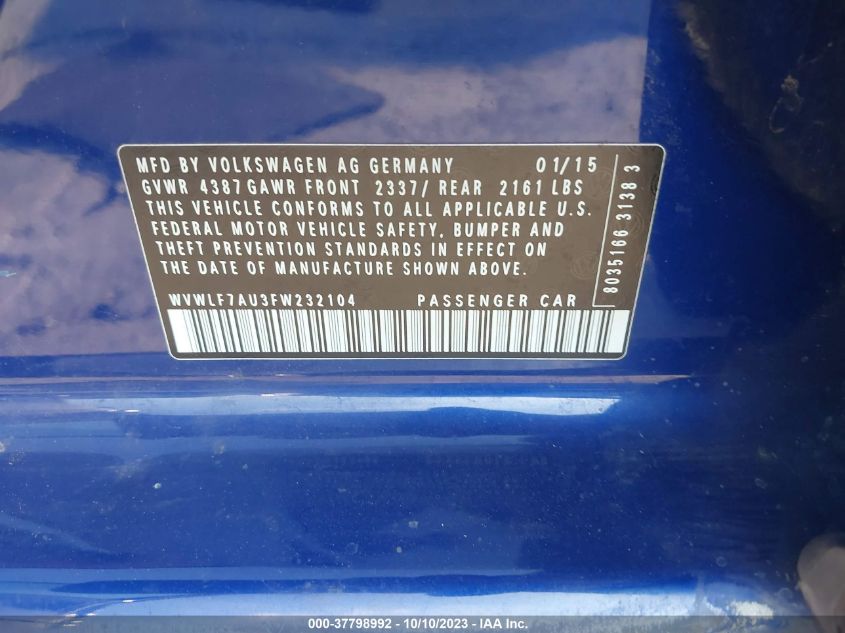 MFD BY VOLKSWAGEN AG GERMANY 01/15
GVWR 4387 GAWR FRONT 2337/ REAR 2161 LBS
THIS VEHICLE CONFORMS TO ALL APPLICABLE U.S.
FEDERAL MOTOR VEHICLE SAFETY, BUMPER AND
THEFT PREVENTION STANDARDS IN EFFECT ON
THE DATE OF MANUFACTURE SHOWN ABOVE.
WVWLF7AU3FW232104 PASSENGER CAR
8035166 3138 3
000-37798992 - 10/10/2023 - IAA Inc.